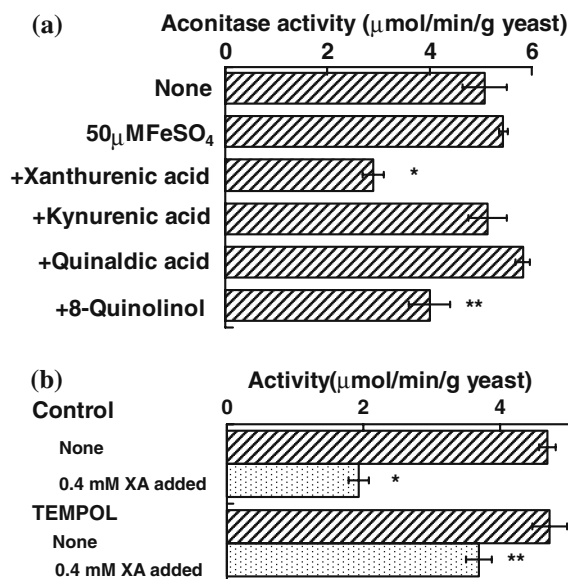 (a)
Aconitase activity (μmol/min/g yeast)
0 2 4 6
None
50μMFeSO₄
+Xanthurenic acid *
+Kynurenic acid
+Quinaldic acid
+8-Quinolinol **
(b)
Activity(μmol/min/g yeast)
Control
0 2 4
None
0.4 mM XA added *
TEMPOL
None
0.4 mM XA added **